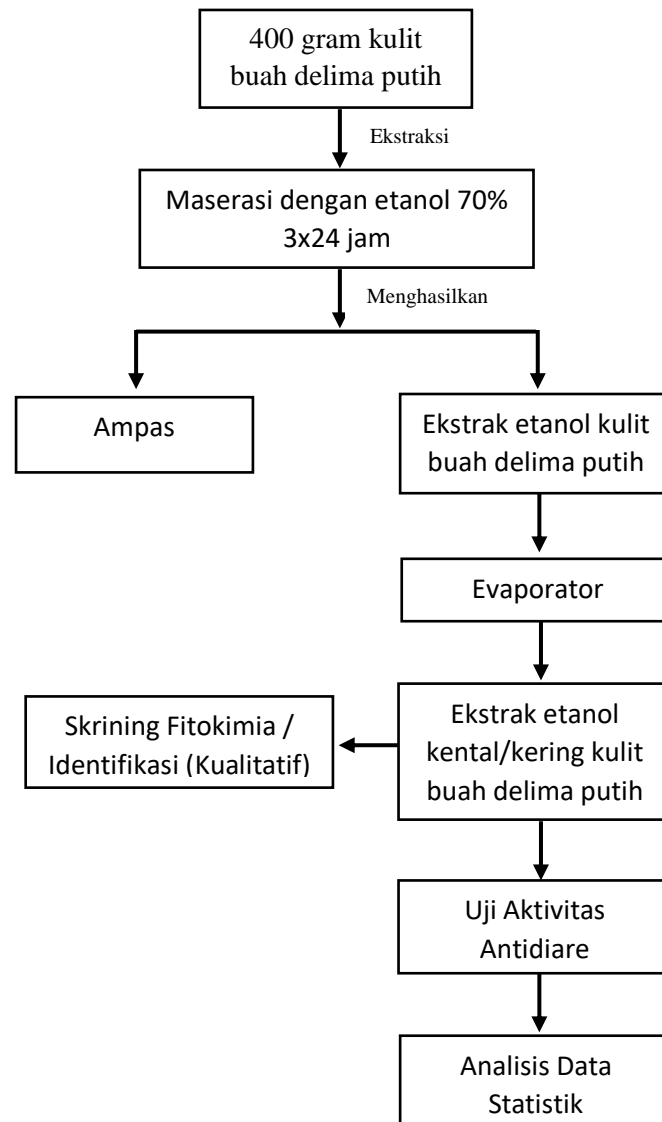 400 gram kulit
buah delima putih
Ekstraksi
Maserasi dengan etanol 70%
3x24 jam
Menghasilkan
Ampas
Ekstrak etanol kulit
buah delima putih
Evaporator
Skrining Fitokimia /
Identifikasi (Kualitatif)
Ekstrak etanol
kental/kering kulit
buah delima putih
Uji Aktivitas
Antidiare
Analisis Data
Statistik